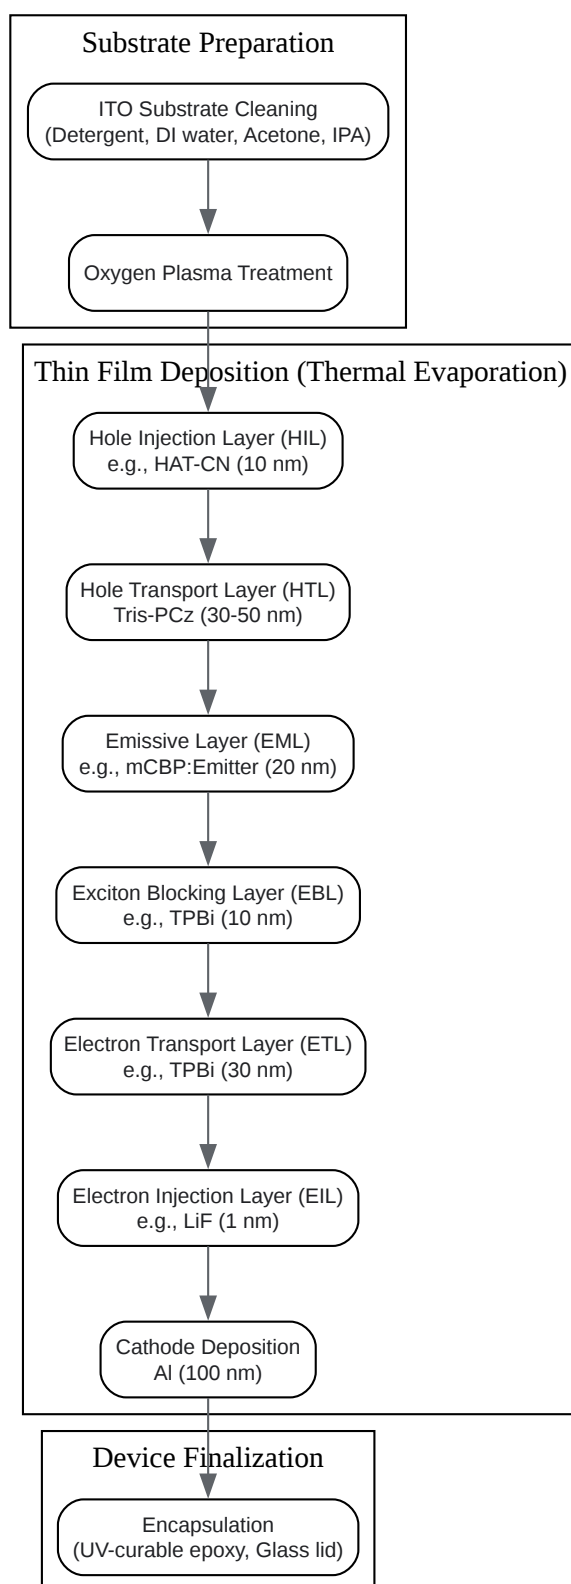 Substrate Preparation
ITO Substrate Cleaning
(Detergent, DI water, Acetone, IPA)
Oxygen Plasma Treatment
Thin Film Deposition (Thermal Evaporation)
Hole Injection Layer (HIL)
e.g., HAT-CN (10 nm)
Hole Transport Layer (HTL)
Tris-PCz (30-50 nm)
Emissive Layer (EML)
e.g., mCBP:Emitter (20 nm)
Exciton Blocking Layer (EBL)
e.g., TPBi (10 nm)
Electron Transport Layer (ETL)
e.g., TPBi (30 nm)
Electron Injection Layer (EIL)
e.g., LiF (1 nm)
Cathode Deposition
Al (100 nm)
Device Finalization
Encapsulation
(UV-curable epoxy, Glass lid)